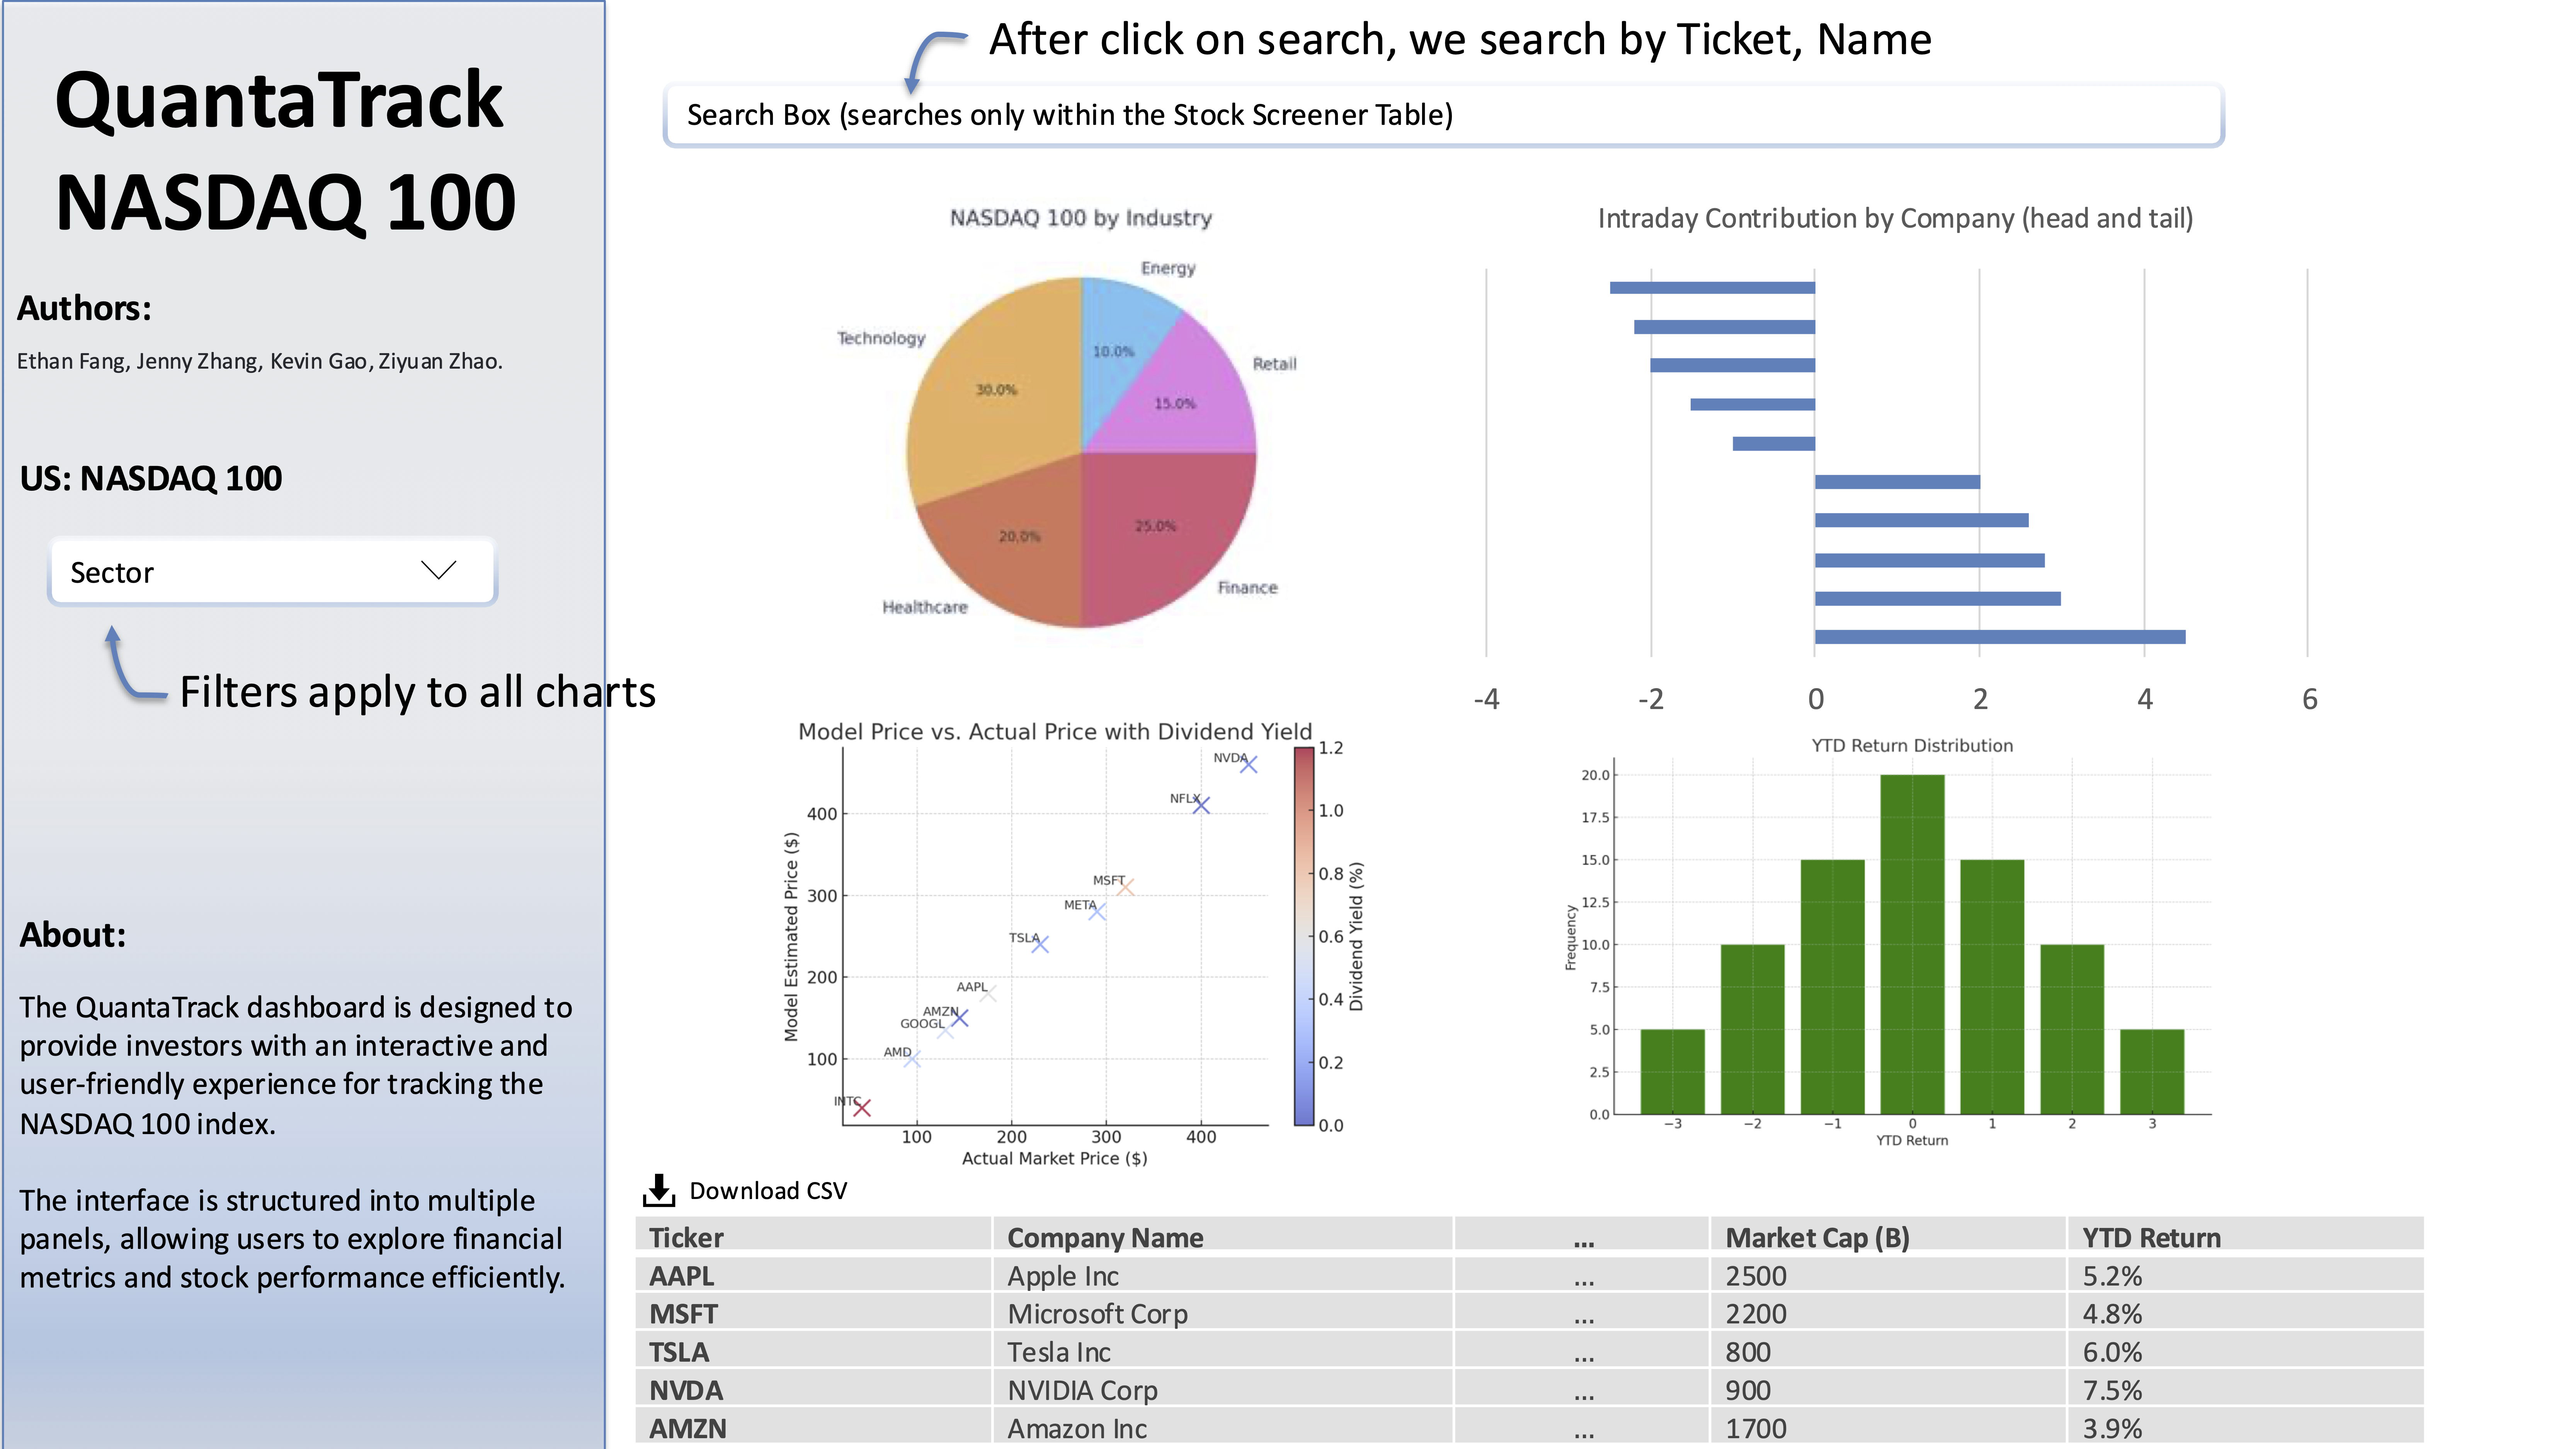 QuantaTrack
NASDAQ 100
Authors:
Ethan Fang, Jenny Zhang, Kevin Gao, Ziyuan Zhao.
US: NASDAQ 100
Sector
Filters apply to all charts
About:
The QuantaTrack dashboard is designed to
provide investors with an interactive and
user-friendly experience for tracking the
NASDAQ 100 index.
The interface is structured into multiple
panels, allowing users to explore financial
metrics and stock performance efficiently.
After click on search, we search by Ticket, Name
Search Box (searches only within the Stock Screener Table)
NASDAQ 100 by Industry
Energy
Technology
Retail
10.0%
30.0%
15.0%
20.0%
25.0%
Finance
Healthcare
Intraday Contribution by Company (head and tail)
-4 -2 0 2 4 6
Model Price vs. Actual Price with Dividend Yield
Model Estimated Price ($)
400
300
200
100
NVDA
NFLX
MSFT
META
TSLA
AAPL
AMZN
GOOGL
AMD
INTC
100 200 300 400
Actual Market Price ($)
1.2
1.0
0.8
0.6
0.4
0.2
0.0
Dividend Yield (%)
YTD Return Distribution
Frequency
20.0
17.5
15.0
12.5
10.0
7.5
5.0
2.5
0.0
−3 −2 −1 0 1 2 3
YTD Return
Download CSV
Ticker Company Name ... Market Cap (B) YTD Return
AAPL Apple Inc ... 2500 5.2%
MSFT Microsoft Corp ... 2200 4.8%
TSLA Tesla Inc ... 800 6.0%
NVDA NVIDIA Corp ... 900 7.5%
AMZN Amazon Inc ... 1700 3.9%